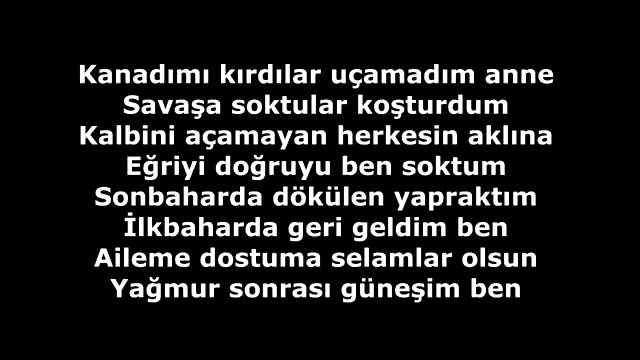 Kanadımı kırdılar uçamadım anne
Savaşa soktular koşturdum
Kalbini açamayan herkesin aklına
Eğriyi doğruyu ben soktum
Sonbaharda dökülen yapraktım
İlkbaharda geri geldim ben
Aileme dostuma selamlar olsun
Yağmur sonrası güneşim ben